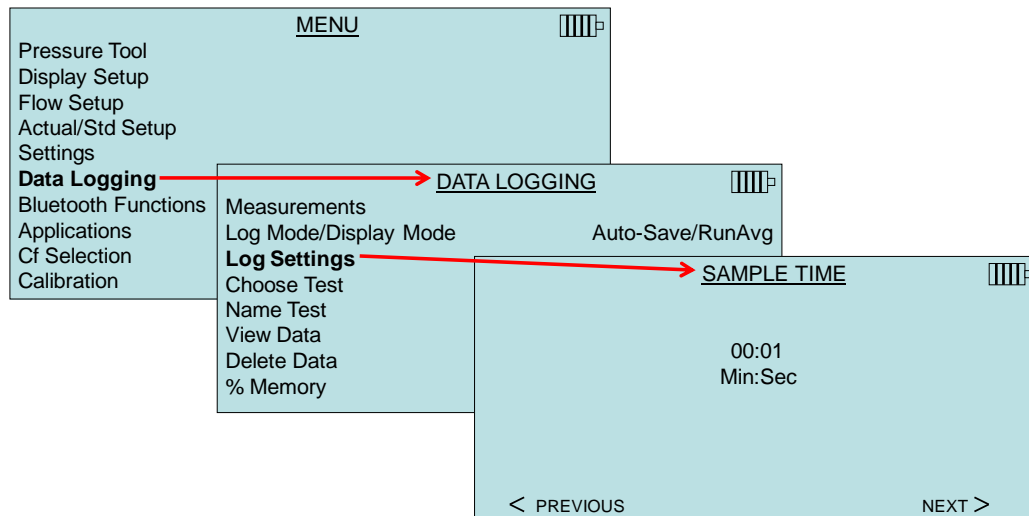 MENU
Pressure Tool
Display Setup
Flow Setup
Actual/Std Setup
Settings
Data Logging
Bluetooth Functions
Applications
Cf Selection
Calibration
DATA LOGGING
Measurements
Log Mode/Display Mode Auto-Save/RunAvg
Log Settings
Choose Test
Name Test
View Data
Delete Data
% Memory
SAMPLE TIME
00:01
Min:Sec
< PREVIOUS NEXT >